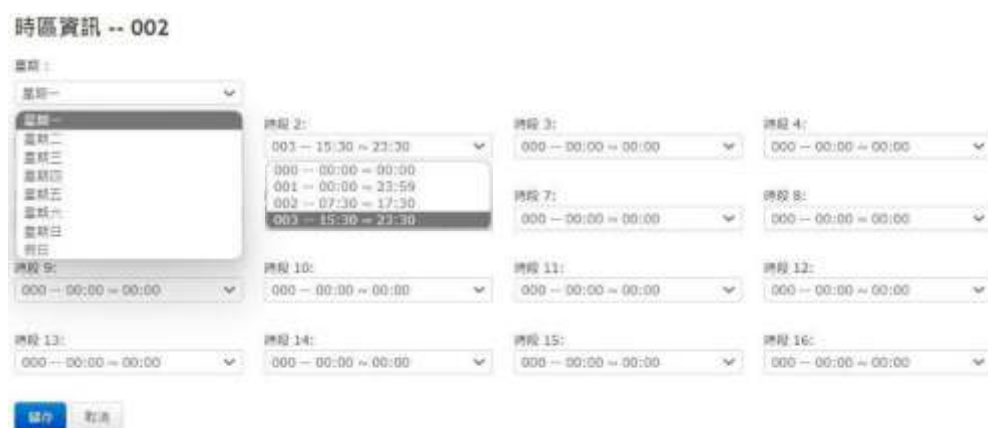 時區資訊 -- 002
星期 :
星期一
星期一
星期二
星期三
星期四
星期五
星期六
星期日
假日
時段 2:
003 -- 15:30 ~ 23:30
000 -- 00:00 ~ 00:00
001 -- 00:00 ~ 23:59
002 -- 07:30 ~ 17:30
003 -- 15:30 ~ 23:30
時段 3:
000 -- 00:00 ~ 00:00
時段 4:
000 -- 00:00 ~ 00:00
時段 7:
000 -- 00:00 ~ 00:00
時段 8:
000 -- 00:00 ~ 00:00
時段 9:
000 -- 00:00 ~ 00:00
時段 10:
000 -- 00:00 ~ 00:00
時段 11:
000 -- 00:00 ~ 00:00
時段 12:
000 -- 00:00 ~ 00:00
時段 13:
000 -- 00:00 ~ 00:00
時段 14:
000 -- 00:00 ~ 00:00
時段 15:
000 -- 00:00 ~ 00:00
時段 16:
000 -- 00:00 ~ 00:00
儲存
取消